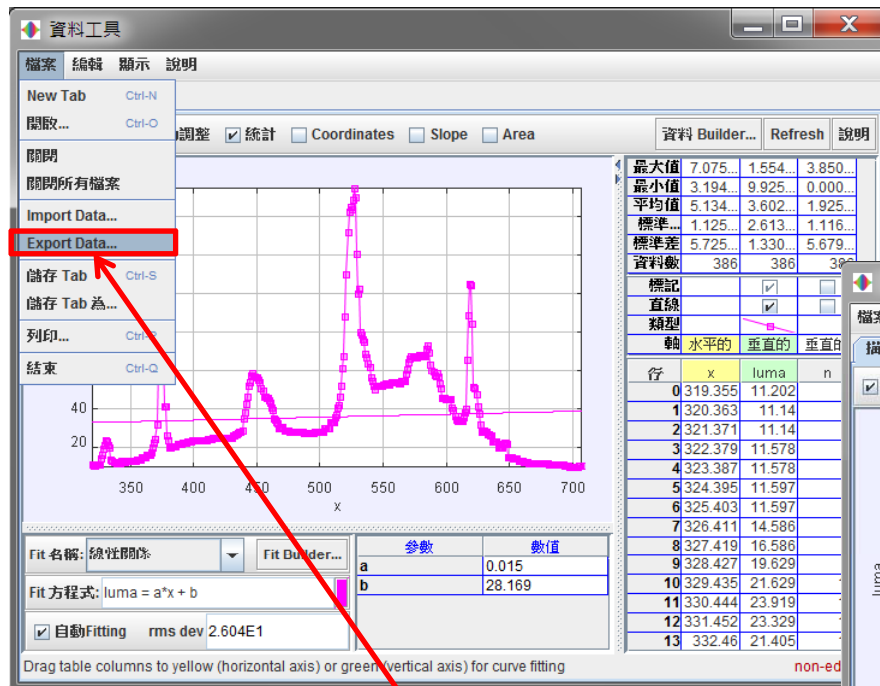 資料工具
檔案 編輯 顯示 說明
New Tab Ctrl-N
開啟... Ctrl-O
調整 統計 Coordinates Slope Area 資料 Builder... Refresh 說明
關閉
關閉所有檔案
Import Data...
Export Data...
儲存 Tab Ctrl-S
儲存 Tab 為...
列印...
結束 Ctrl-Q
40
20
350 400 450 500 550 600 650 700
x
最大值 7.075... 1.554... 3.850...
最小值 3.194... 9.925... 0.000...
平均值 5.134... 3.602... 1.925...
標準... 1.125... 2.613... 1.116...
標準差 5.725... 1.330... 5.679...
資料數 386 386 386
標記
直線
類型
軸 水平的 垂直的 垂直的
行 x luma n
0 319.355 11.202
1 320.363 11.14
2 321.371 11.14
3 322.379 11.578
4 323.387 11.578
5 324.395 11.597
6 325.403 11.597
7 326.411 14.586
8 327.419 16.586
9 328.427 19.629
10 329.435 21.629
11 330.444 23.919
12 331.452 23.329
13 332.46 21.405
Fit 名稱: 線性關係 Fit Builder...
Fit 方程式: luma = a*x + b
自動Fitting rms dev 2.604E1
參數 數值
a 0.015
b 28.169
Drag table columns to yellow (horizontal axis) or green (vertical axis) for curve fitting non-ed
檔
描
luma